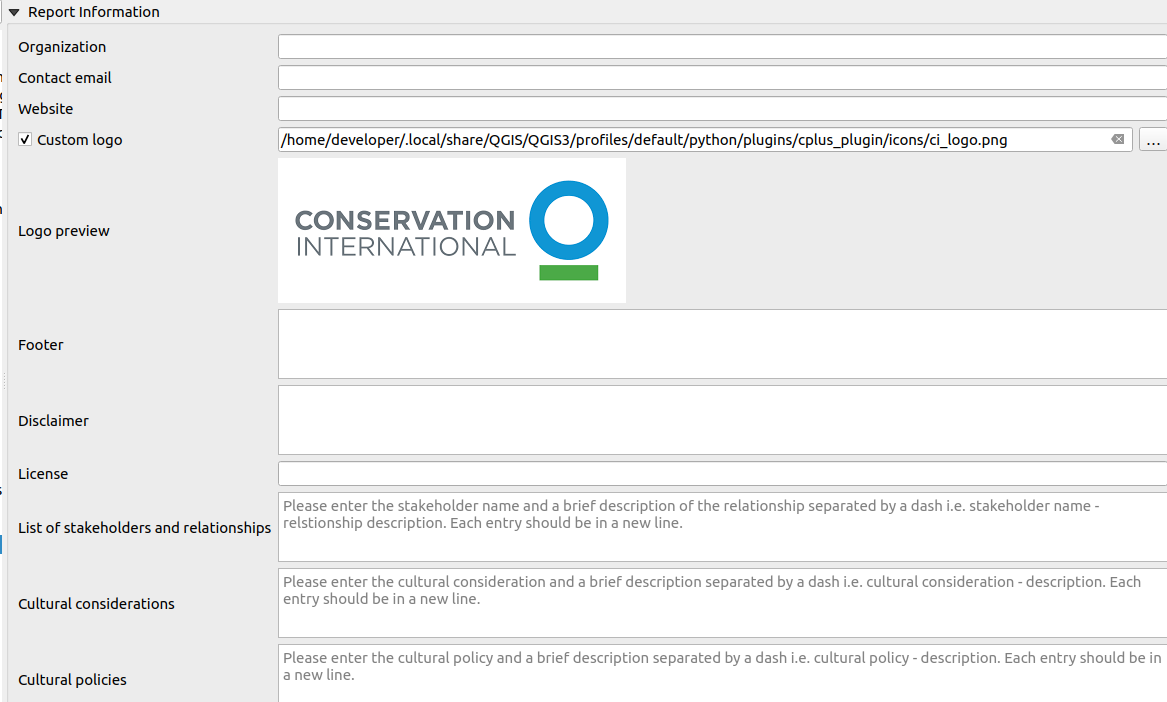 Report Information
Organization
Contact email
Website
Custom logo
/home/developer/.local/share/QGIS/QGIS3/profiles/default/python/plugins/cplus_plugin/icons/ci_logo.png
...
Logo preview
CONSERVATION
INTERNATIONAL
Footer
Disclaimer
License
List of stakeholders and relationships
Please enter the stakeholder name and a brief description of the relationship separated by a dash i.e. stakeholder name -
relstionship description. Each entry should be in a new line.
Cultural considerations
Please enter the cultural consideration and a brief description separated by a dash i.e. cultural consideration - description. Each
entry should be in a new line.
Cultural policies
Please enter the cultural policy and a brief description separated by a dash i.e. cultural policy - description. Each entry should be in
a new line.